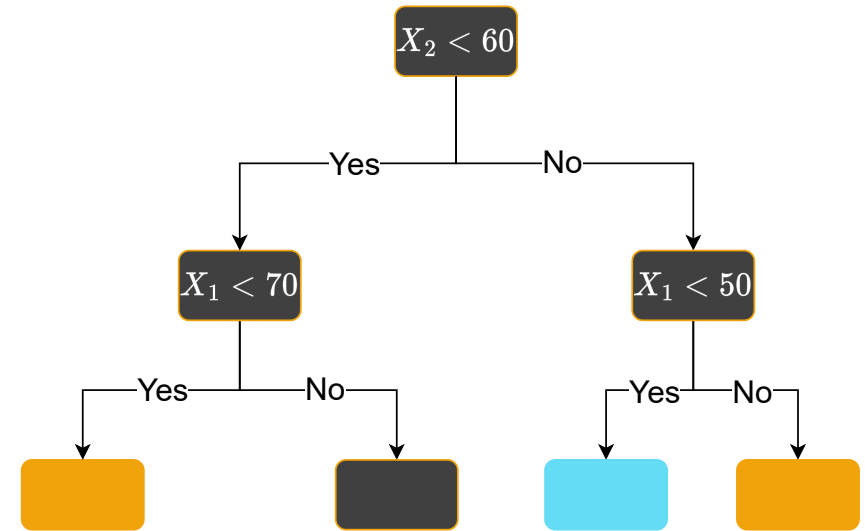 X₂ < 60
Yes
No
X₁ < 70
X₁ < 50
Yes
No
Yes
No